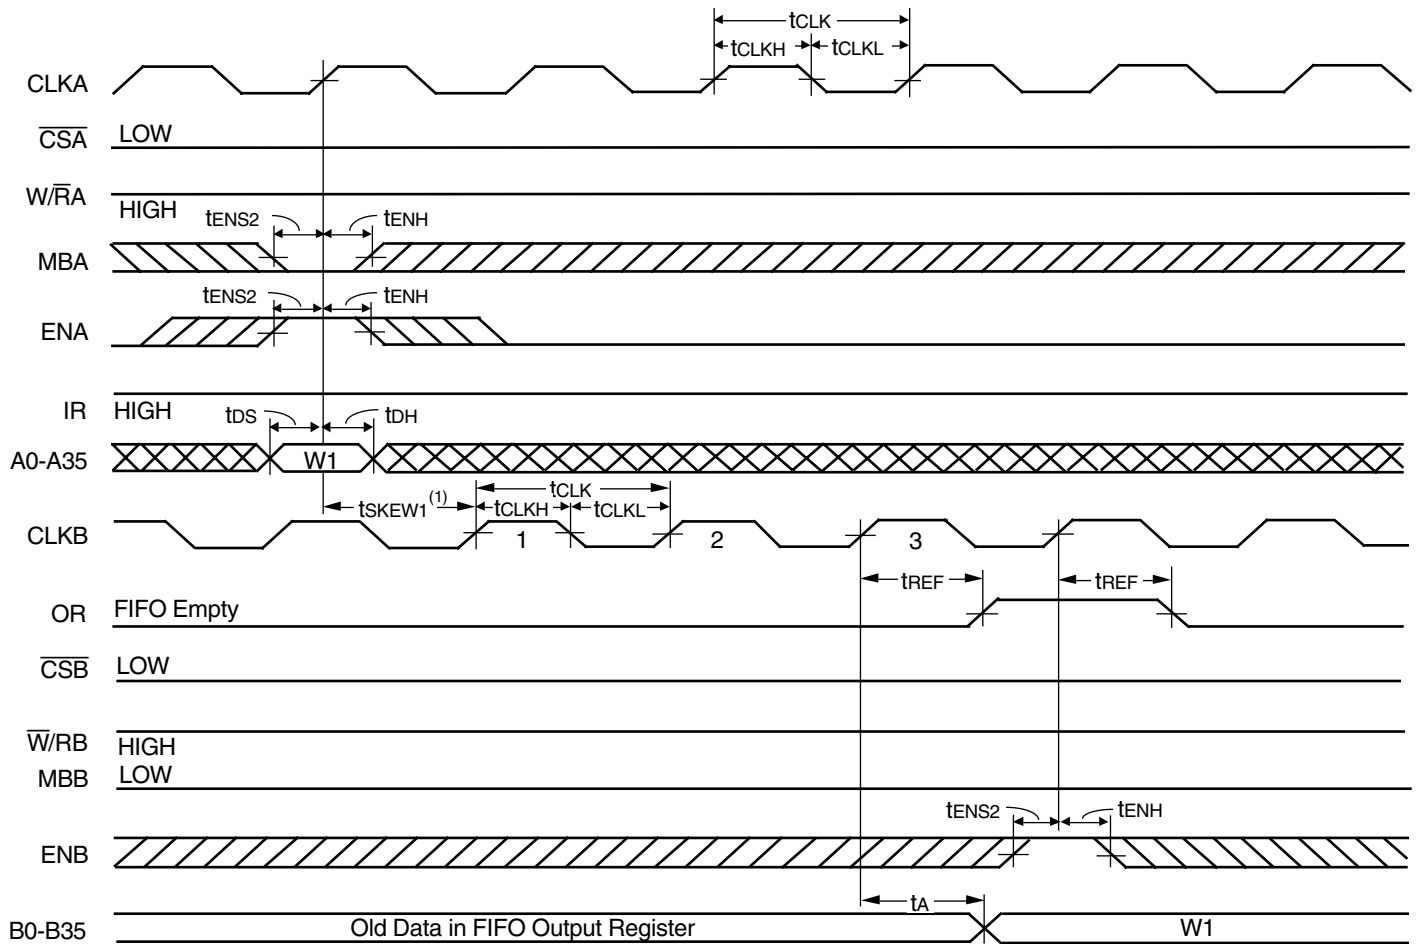 tCLK
tCLKH tCLKL
CLKA
CSA LOW
W/RA
HIGH
tENS2 tENH
MBA
tENS2 tENH
ENA
IR HIGH
tDS tDH
A0-A35 W1
tCLK
tSKEW1(1) tCLKH tCLKL
CLKB 1 2 3
tREF tREF
OR FIFO Empty
CSB LOW
W/RB HIGH
MBB LOW
tENS2 tENH
ENB
tA
B0-B35 Old Data in FIFO Output Register W1